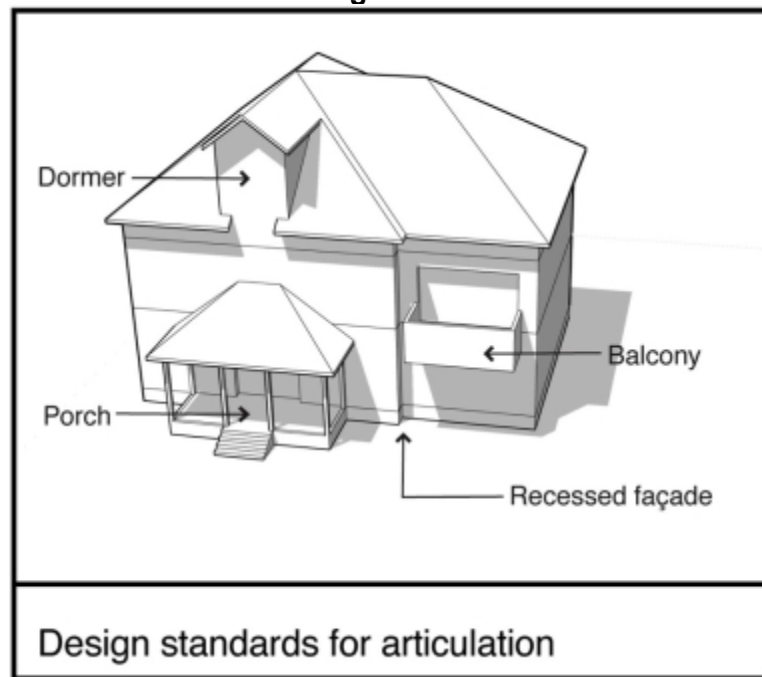 Dormer
Balcony
Porch
Recessed façade
Design standards for articulation